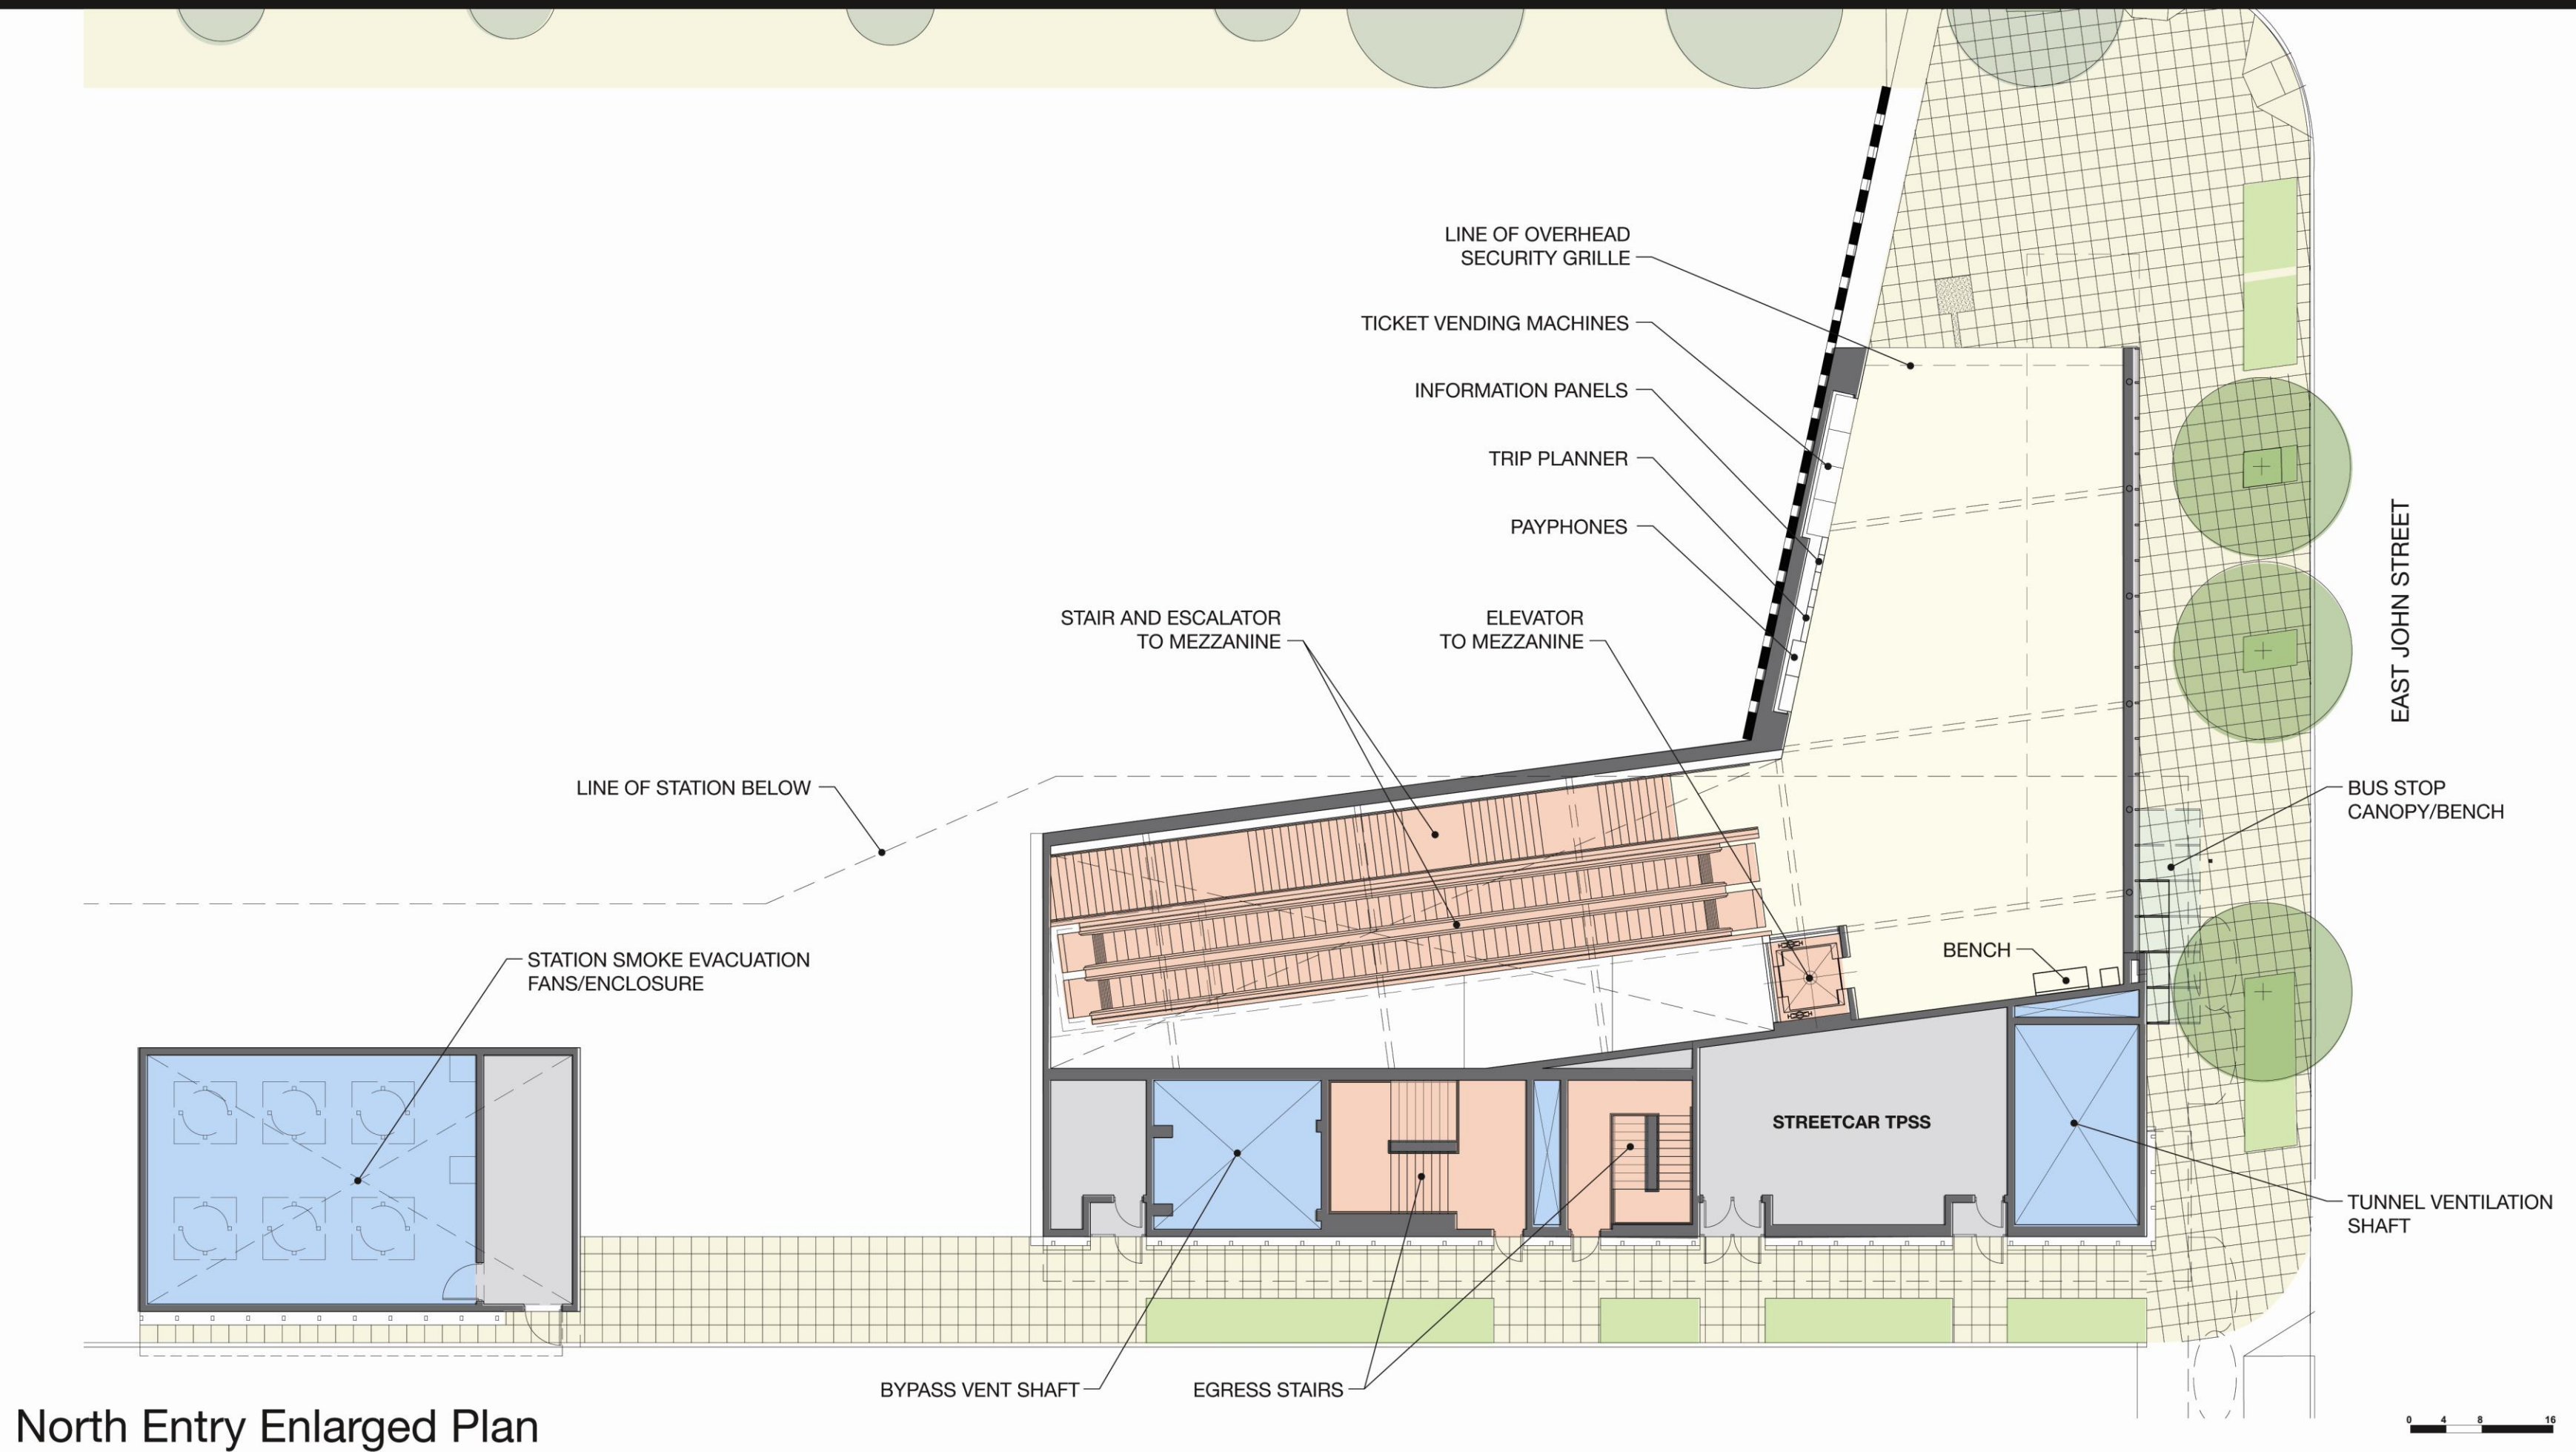 LINE OF OVERHEAD
SECURITY GRILLE
TICKET VENDING MACHINES
INFORMATION PANELS
TRIP PLANNER
PAYPHONES
STAIR AND ESCALATOR
TO MEZZANINE
ELEVATOR
TO MEZZANINE
EAST JOHN STREET
LINE OF STATION BELOW
BUS STOP
CANOPY/BENCH
BENCH
STATION SMOKE EVACUATION
FANS/ENCLOSURE
STREETCAR TPSS
TUNNEL VENTILATION
SHAFT
BYPASS VENT SHAFT
EGRESS STAIRS
North Entry Enlarged Plan
0 4 8 16